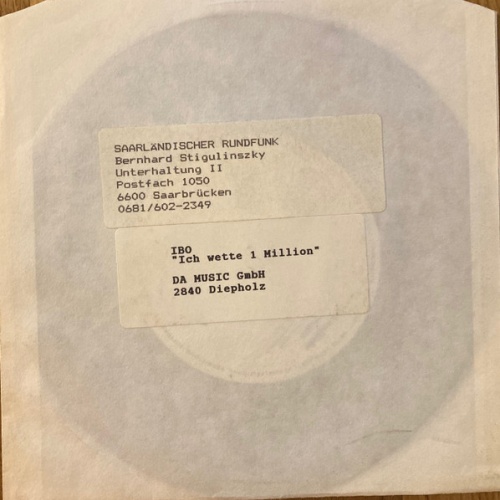 SAARLÄNDISCHER RUNDFUNK
Bernhard Stigulinszky
Unterhaltung II
Postfach 1050
6600 Saarbrücken
0681/602-2349
IBO
"Ich wette 1 Million"
DA MUSIC GmbH
2840 Diepholz